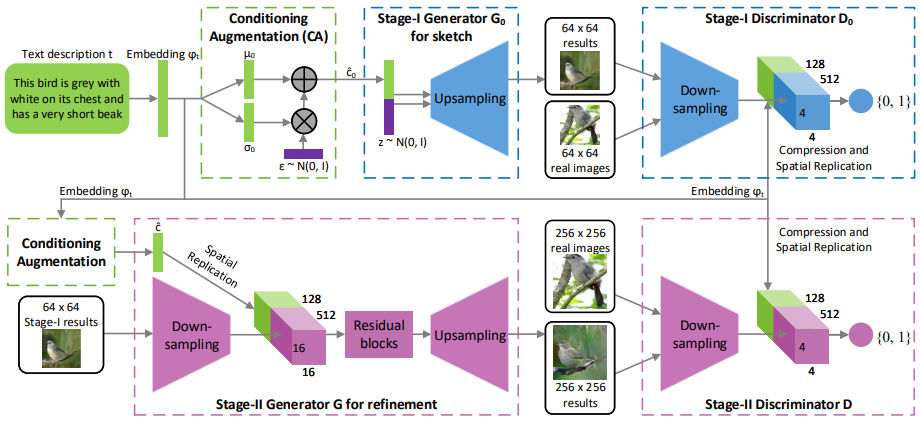 Text description t
This bird is grey with
white on its chest and
has a very short beak
Embedding φt
Conditioning
Augmentation (CA)
μ0
σ0
ε ~ N(0, I)
ĉ0
Stage-I Generator G0
for sketch
z ~ N(0, I)
Upsampling
64 x 64
results
64 x 64
real images
Stage-I Discriminator D0
Down-
sampling
128
512
4
4
{0, 1}
Compression and
Spatial Replication
Embedding φt
Embedding φt
Conditioning
Augmentation
64 x 64
Stage-I results
ĉ
Spatial
Replication
Down-
sampling
128
512
16
16
Residual
blocks
Upsampling
Stage-II Generator G for refinement
256 x 256
real images
256 x 256
results
Compression and
Spatial Replication
Down-
sampling
128
512
4
4
{0, 1}
Stage-II Discriminator D